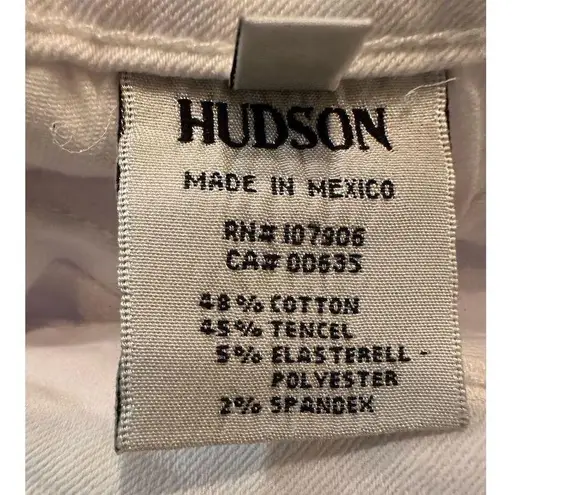 HUDSON
MADE IN MEXICO
RN# 107906
CA# 00635
48% COTTON
45% TENCEL
5% ELASTERELL -
POLYESTER
2% SPANDEX